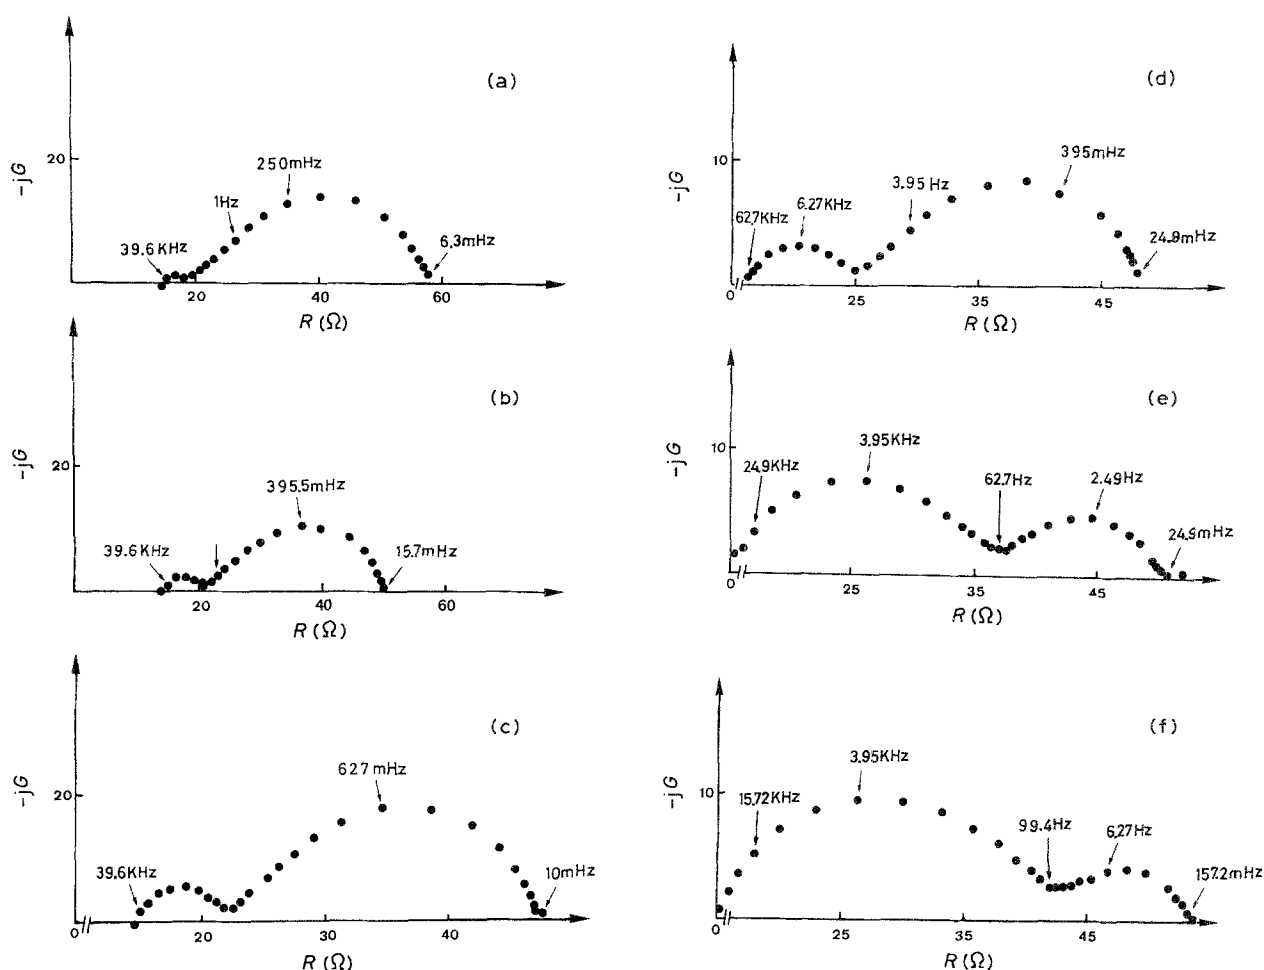 (a)
-jG
20
39.6KHz
1Hz
250mHz
6.3mHz
20
40
60
R (Ω)
(b)
-jG
20
39.6KHz
395.5mHz
15.7mHz
20
40
60
R (Ω)
(c)
-jG
20
39.6KHz
627mHz
10mHz
0
20
30
40
R (Ω)
(d)
-jG
10
627KHz
6.27KHz
3.95Hz
395mHz
24.9mHz
0
25
35
45
R (Ω)
(e)
-jG
10
24.9KHz
3.95KHz
62.7Hz
2.49Hz
24.9mHz
0
25
35
45
R (Ω)
(f)
-jG
10
15.72KHz
3.95KHz
99.4Hz
6.27Hz
157.2mHz
0
25
35
45
R (Ω)